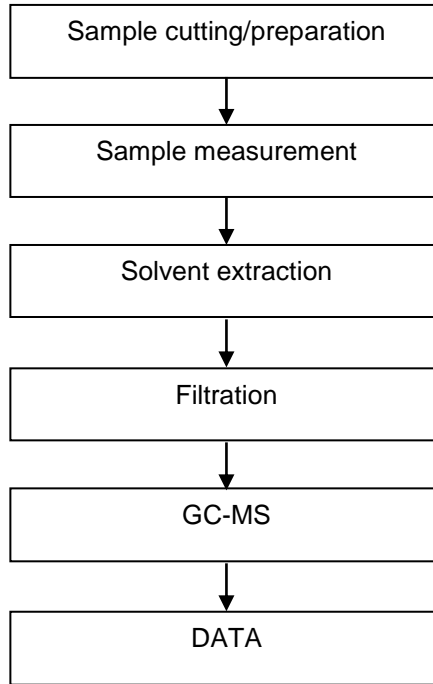 Sample cutting/preparation
Sample measurement
Solvent extraction
Filtration
GC-MS
DATA